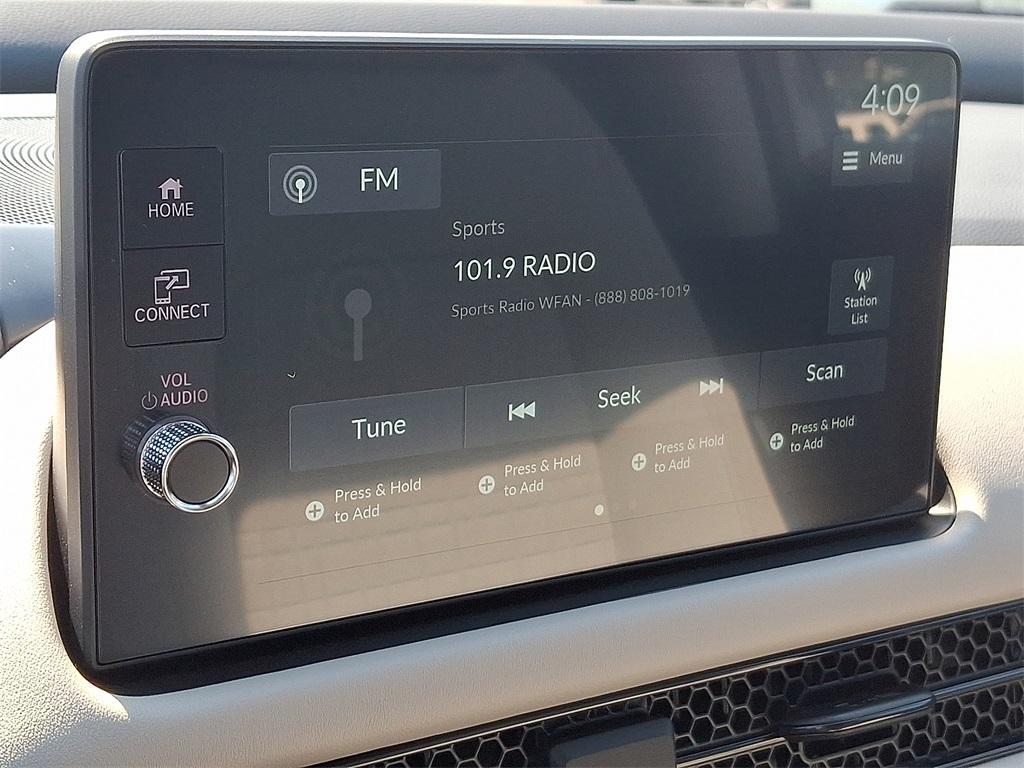 4:09
Menu
HOME
FM
Sports
101.9 RADIO
Sports Radio WFAN - (888) 808-1019
CONNECT
Station
List
VOL
AUDIO
Tune
Seek
Scan
Press & Hold
to Add
Press & Hold
to Add
Press & Hold
to Add
Press & Hold
to Add